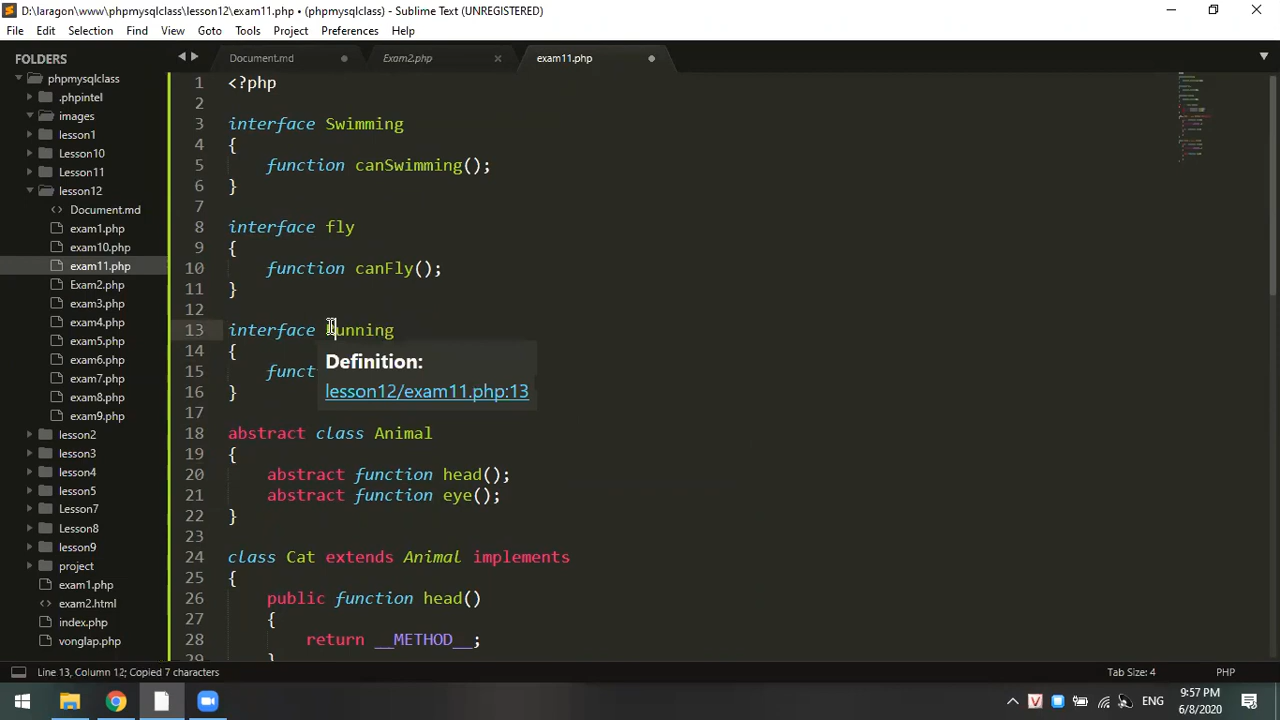 D:\laragon\www\phpmysqlclass\lesson12\exam11.php • (phpmysqlclass) - Sublime Text (UNREGISTERED)
File Edit Selection Find View Goto Tools Project Preferences Help
FOLDERS
phpmysqlclass
.phpintel
images
lesson1
Lesson10
Lesson11
lesson12
Document.md
exam1.php
exam10.php
exam11.php
Exam2.php
exam3.php
exam4.php
exam5.php
exam6.php
exam7.php
exam8.php
exam9.php
lesson2
lesson3
lesson4
lesson5
Lesson7
Lesson8
lesson9
project
exam1.php
exam2.html
index.php
vonglap.php
Document.md Exam2.php exam11.php
1 <?php
2
3 interface Swimming
4 {
5 function canSwimming();
6 }
7
8 interface fly
9 {
10 function canFly();
11 }
12
13 interface unning
14 {
15 funct
16 }
17
18 abstract class Animal
19 {
20 abstract function head();
21 abstract function eye();
22 }
23
24 class Cat extends Animal implements
25 {
26 public function head()
27 {
28 return __METHOD__;
29 }
Definition:
lesson12/exam11.php:13
Line 13, Column 12; Copied 7 characters Tab Size: 4 PHP
ENG 9:57 PM
6/8/2020